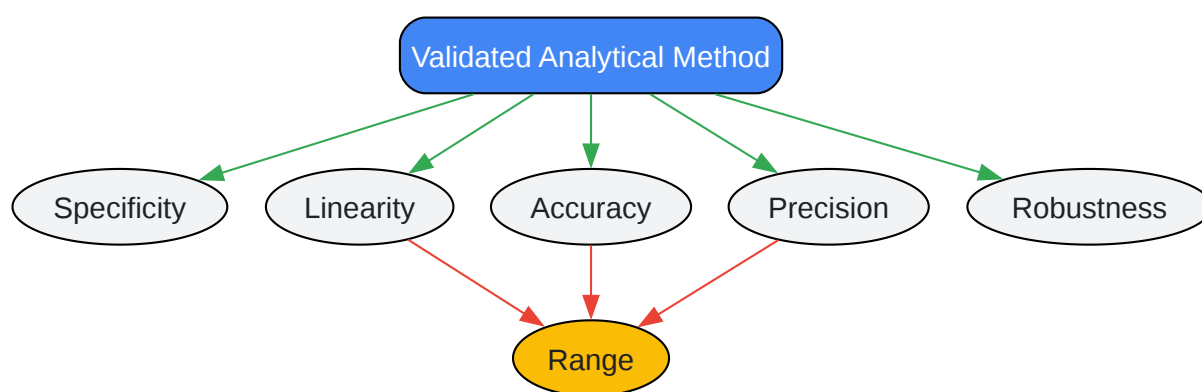 Validated Analytical Method
Specificity
Linearity
Accuracy
Precision
Robustness
Range